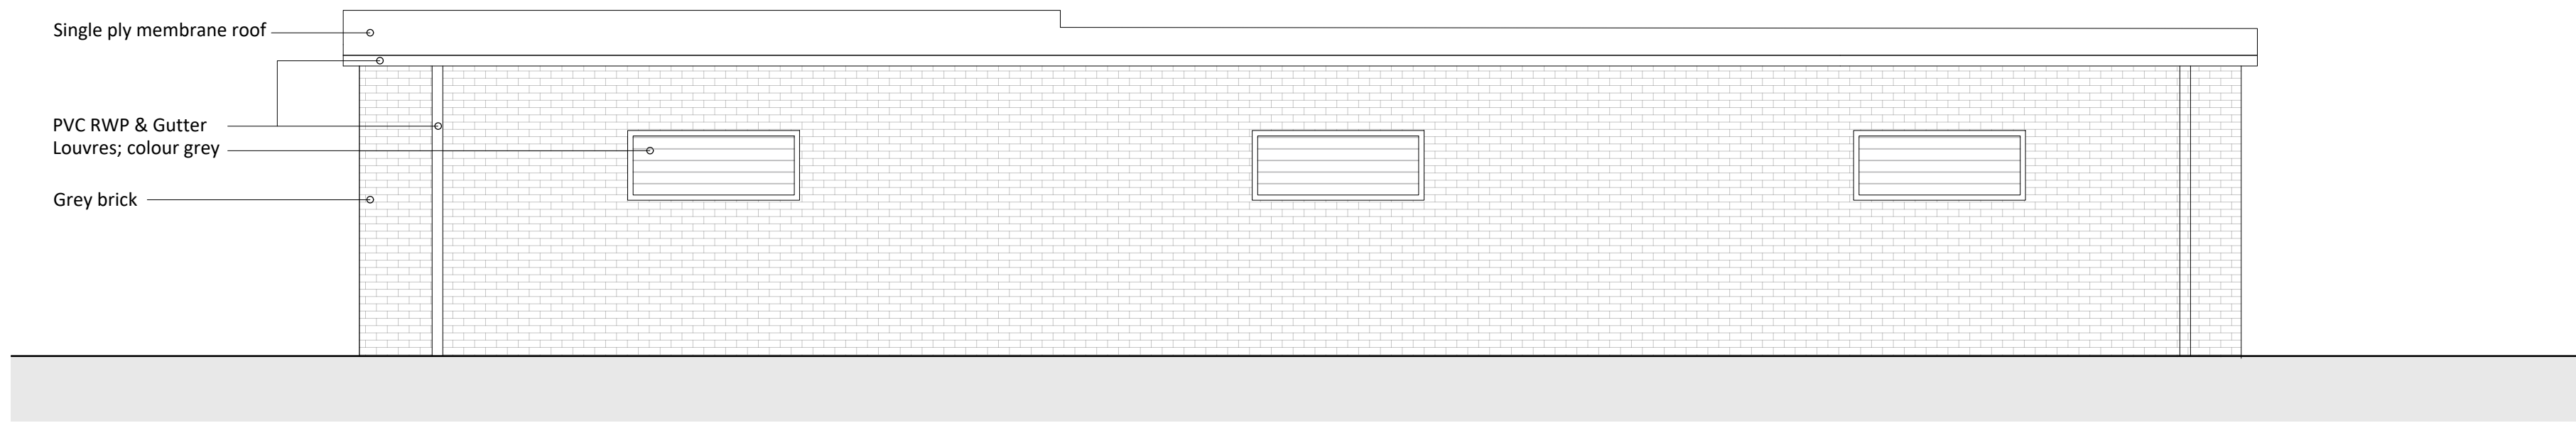 Single ply membrane roof
PVC RWP & Gutter
Louvres; colour grey
Grey brick